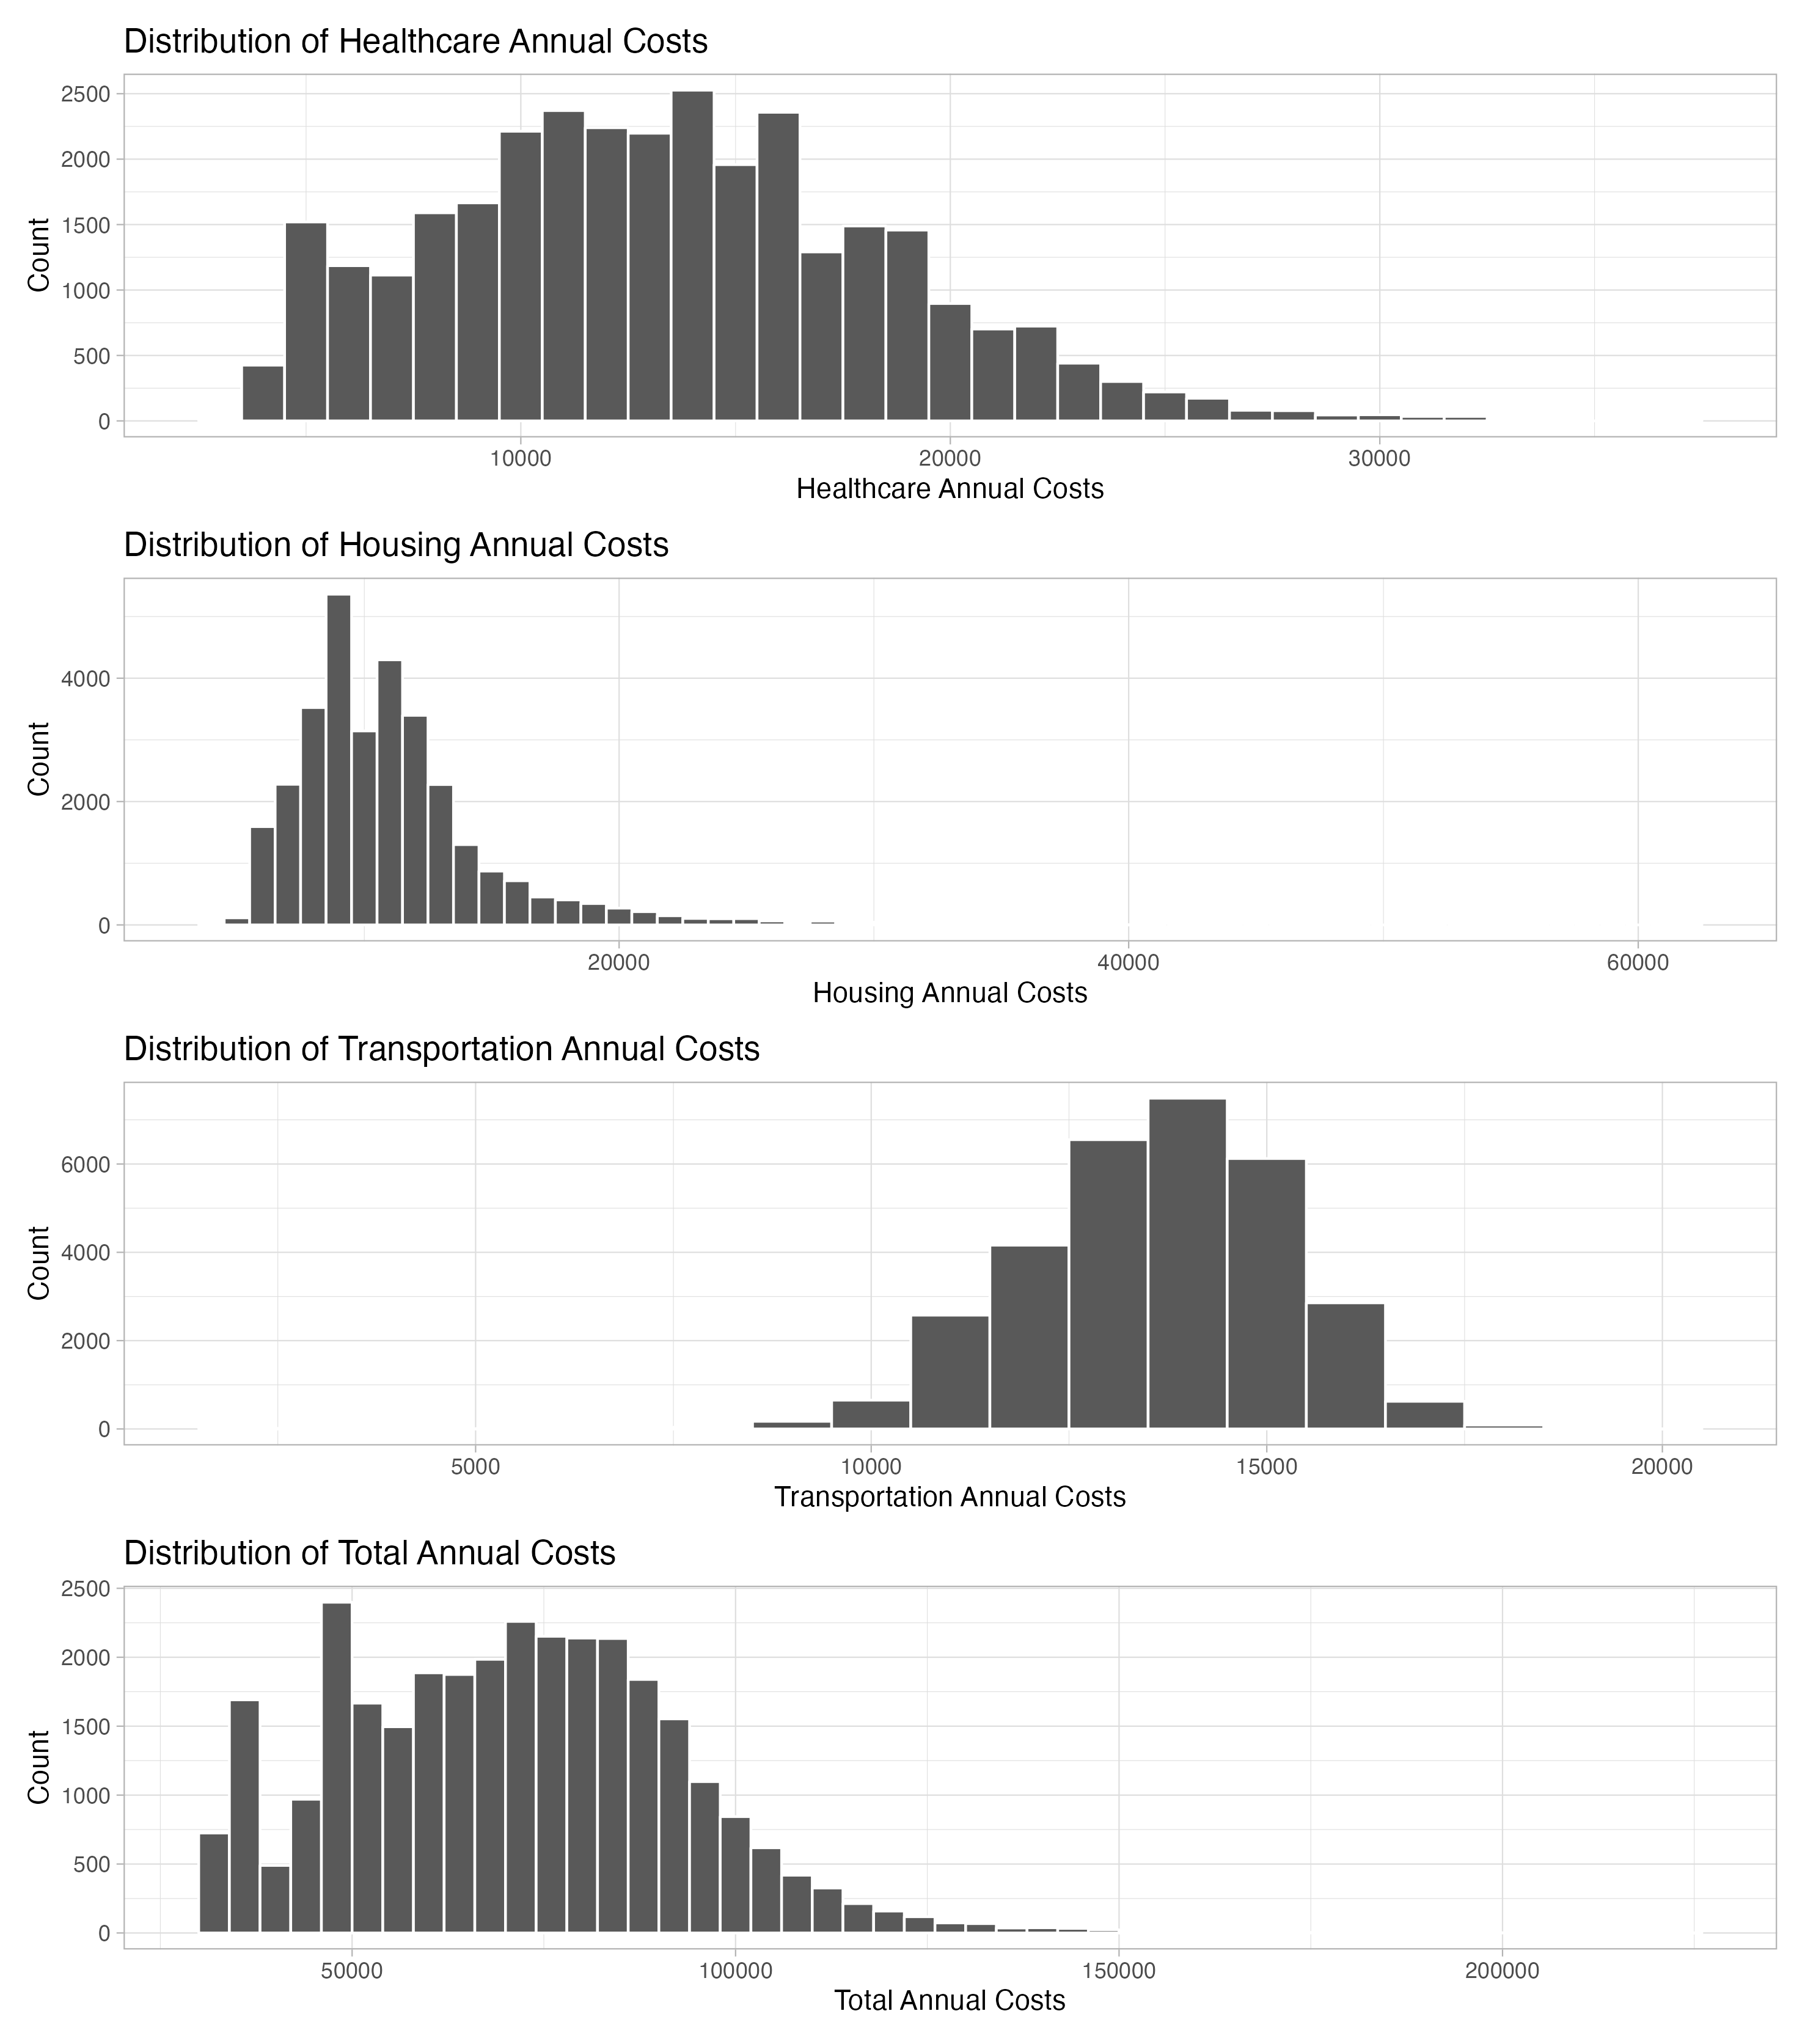 Distribution of Healthcare Annual Costs
2500
2000
1500
1000
500
0
Count
10000 20000 30000
Healthcare Annual Costs
Distribution of Housing Annual Costs
4000
2000
0
Count
20000 40000 60000
Housing Annual Costs
Distribution of Transportation Annual Costs
6000
4000
2000
0
Count
5000 10000 15000 20000
Transportation Annual Costs
Distribution of Total Annual Costs
2500
2000
1500
1000
500
0
Count
50000 100000 150000 200000
Total Annual Costs